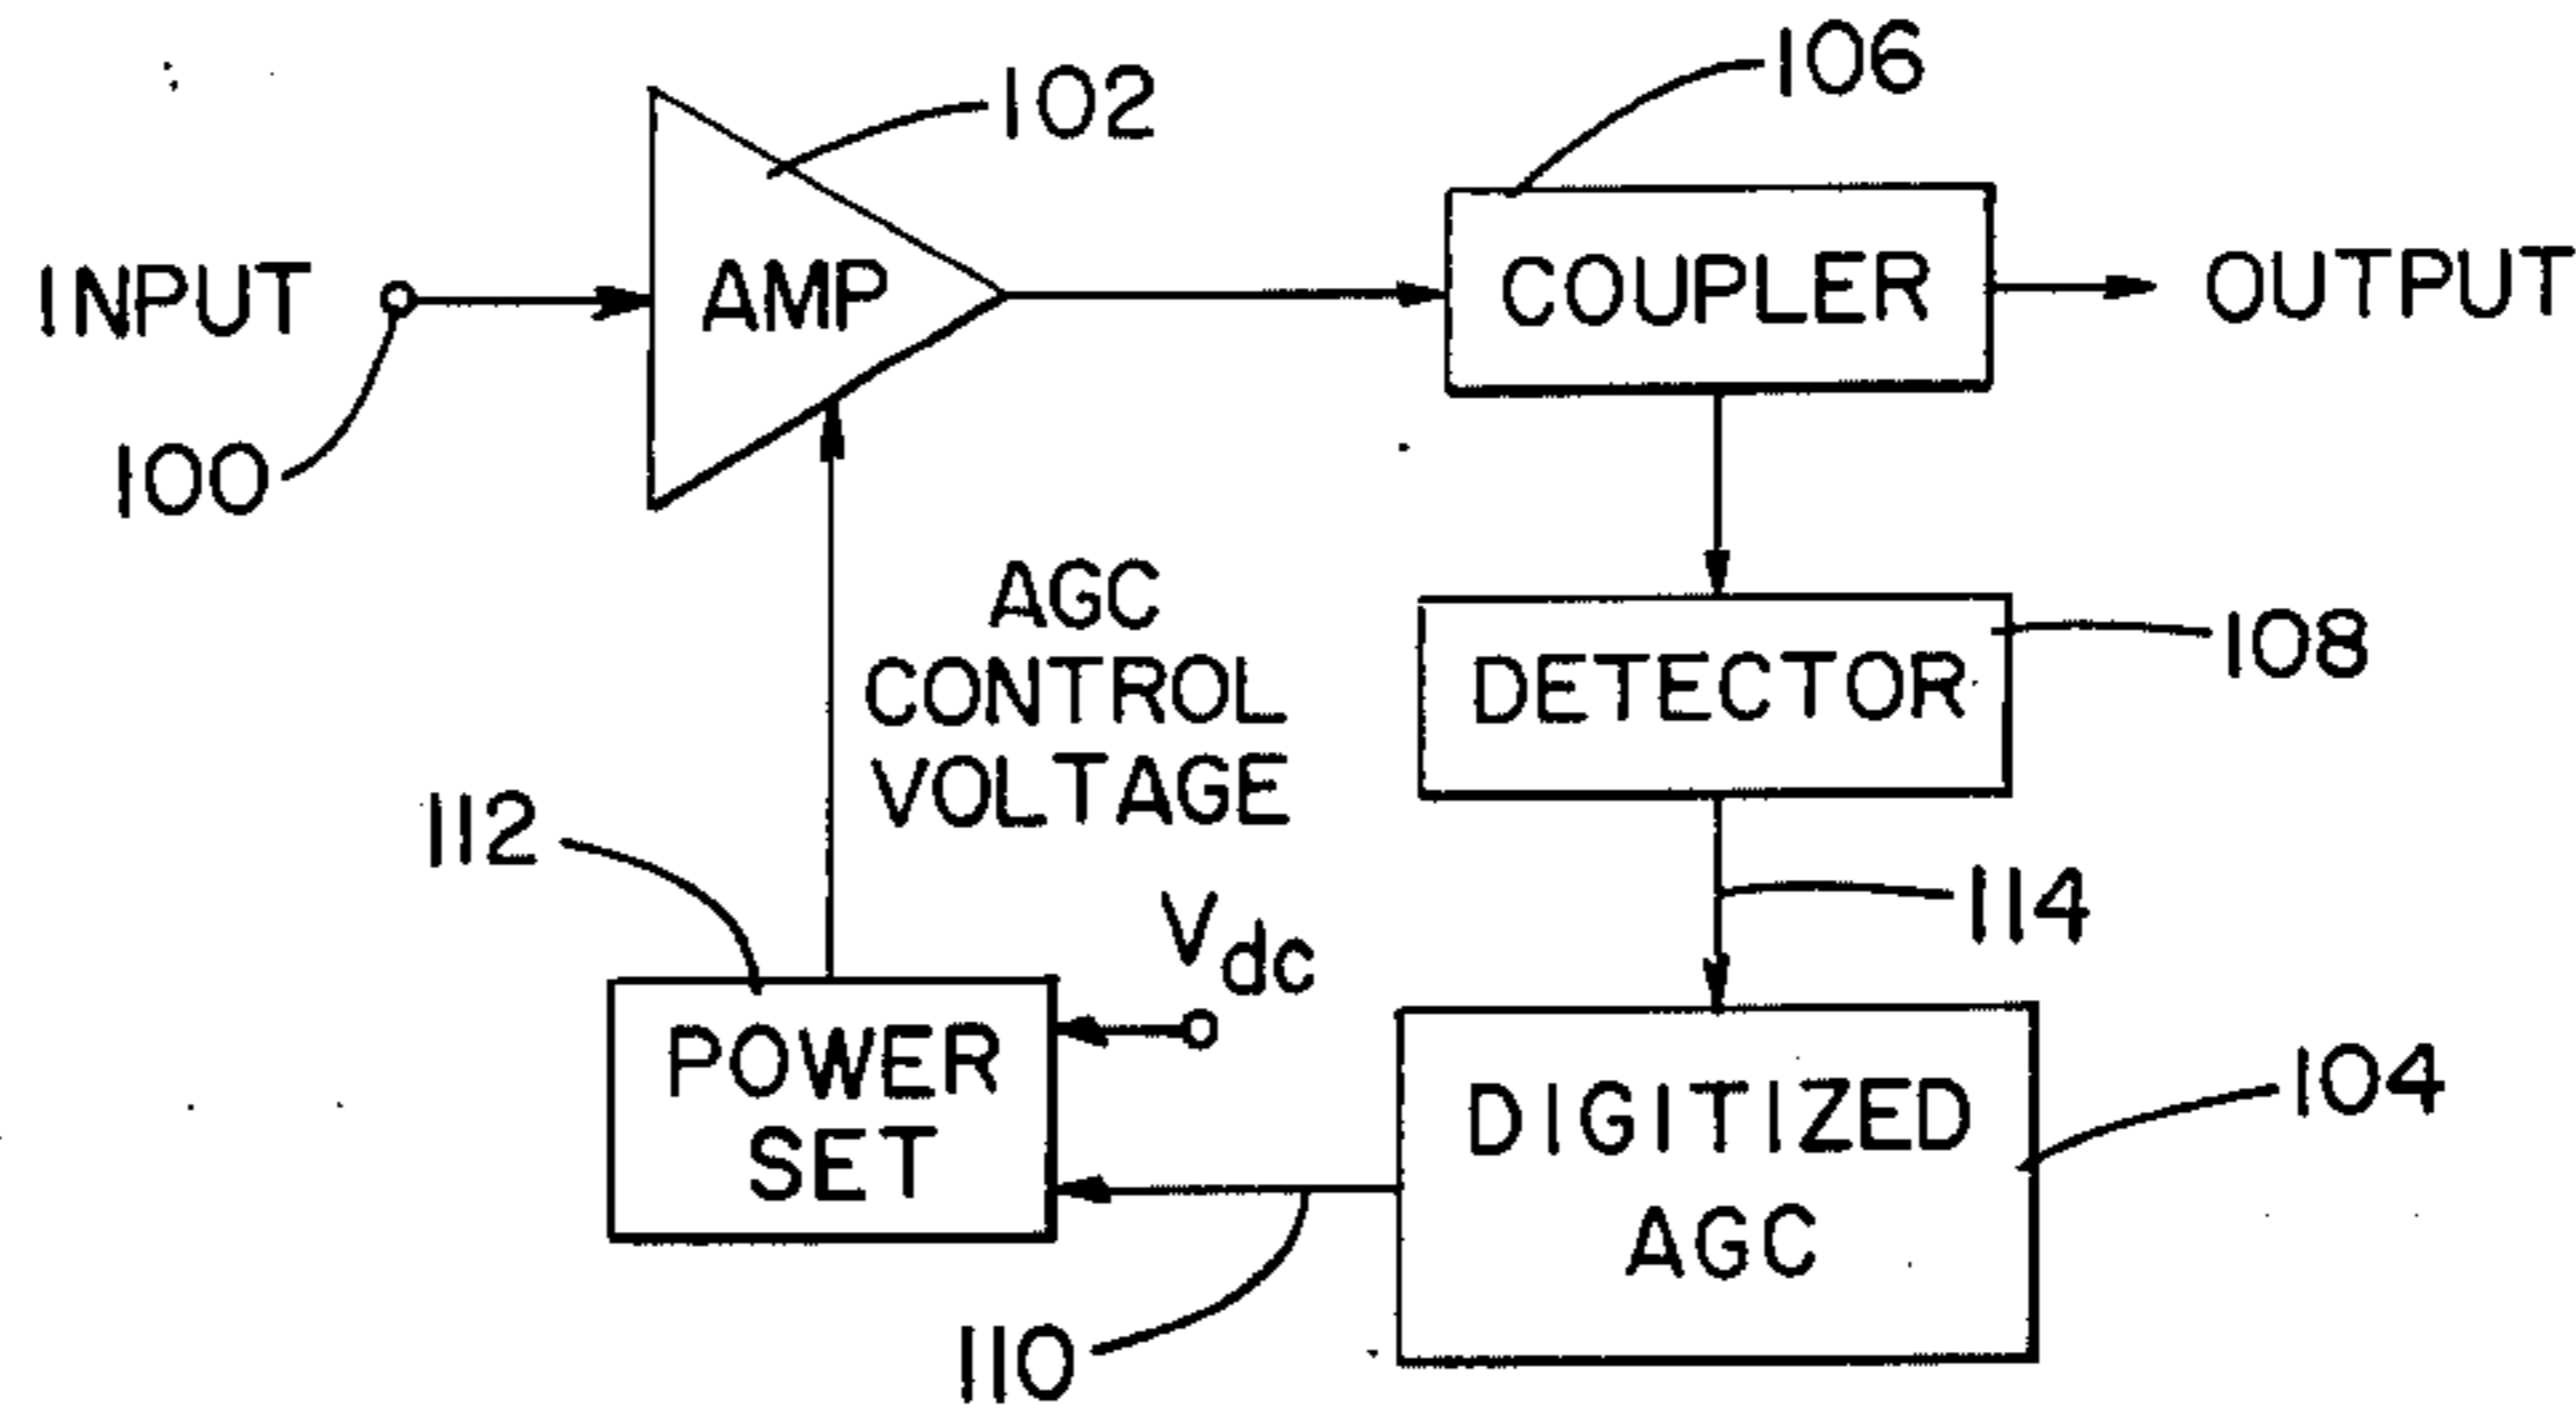 106
102
INPUT
AMP
COUPLER
OUTPUT
100
AGC
CONTROL
VOLTAGE
DETECTOR
108
112
114
Vdc
POWER
SET
DIGITIZED
AGC
104
110